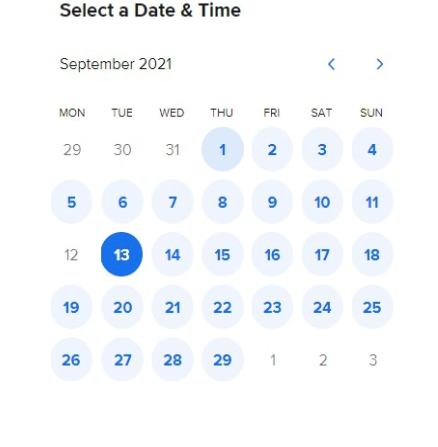 Select a Date & Time
September 2021
MON TUE WED THU FRI SAT SUN
29 30 31 1 2 3 4
5 6 7 8 9 10 11
12 13 14 15 16 17 18
19 20 21 22 23 24 25
26 27 28 29 1 2 3